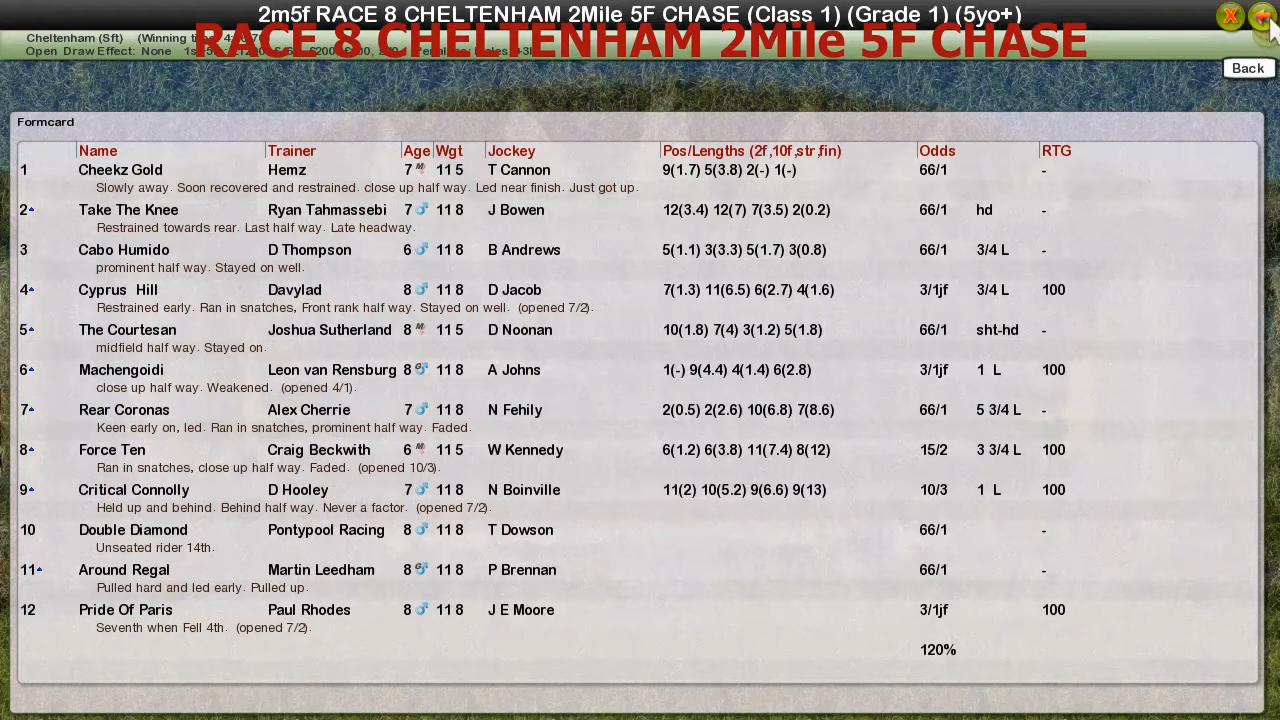 2m5f RACE 8 CHELTENHAM 2Mile 5F CHASE (Class 1) (Grade 1) (5yo+)
RACE 8 CHELTENHAM 2Mile 5F CHASE
Cheltenham (Sft) (Winning
Open Draw Effect: None
X
Back
Formcard
Name Trainer Age Wgt Jockey Pos/Lengths (2f,10f,str,fin) Odds RTG
1 Cheekz Gold Hemz 7 M 11 5 T Cannon 9(1.7) 5(3.8) 2(-) 1(-) 66/1 -
Slowly away. Soon recovered and restrained. close up half way. Led near finish. Just got up.
2 Take The Knee Ryan Tahmassebi 7 11 8 J Bowen 12(3.4) 12(7) 7(3.5) 2(0.2) 66/1 hd -
Restrained towards rear. Last half way. Late headway.
3 Cabo Humido D Thompson 6 11 8 B Andrews 5(1.1) 3(3.3) 5(1.7) 3(0.8) 66/1 3/4 L -
prominent half way. Stayed on well.
4 Cyprus Hill Davylad 8 11 8 D Jacob 7(1.3) 11(6.5) 6(2.7) 4(1.6) 3/1jf 3/4 L 100
Restrained early. Ran in snatches, Front rank half way. Stayed on well. (opened 7/2).
5 The Courtesan Joshua Sutherland 8 M 11 5 D Noonan 10(1.8) 7(4) 3(1.2) 5(1.8) 66/1 sht-hd -
midfield half way. Stayed on.
6 Machengoidi Leon van Rensburg 8 G 11 8 A Johns 1(-) 9(4.4) 4(1.4) 6(2.8) 3/1jf 1 L 100
close up half way. Weakened. (opened 4/1).
7 Rear Coronas Alex Cherrie 7 11 8 N Fehily 2(0.5) 2(2.6) 10(6.8) 7(8.6) 66/1 5 3/4 L -
Keen early on, led. Ran in snatches, prominent half way. Faded.
8 Force Ten Craig Beckwith 6 M 11 5 W Kennedy 6(1.2) 6(3.8) 11(7.4) 8(12) 15/2 3 3/4 L 100
Ran in snatches, close up half way. Faded. (opened 10/3).
9 Critical Connolly D Hooley 7 11 8 N Boinville 11(2) 10(5.2) 9(6.6) 9(13) 10/3 1 L 100
Held up and behind. Behind half way. Never a factor. (opened 7/2).
10 Double Diamond Pontypool Racing 8 11 8 T Dowson 66/1 -
Unseated rider 14th.
11 Around Regal Martin Leedham 8 G 11 8 P Brennan 66/1 -
Pulled hard and led early. Pulled up.
12 Pride Of Paris Paul Rhodes 8 11 8 J E Moore 3/1jf 100
Seventh when Fell 4th. (opened 7/2).
120%